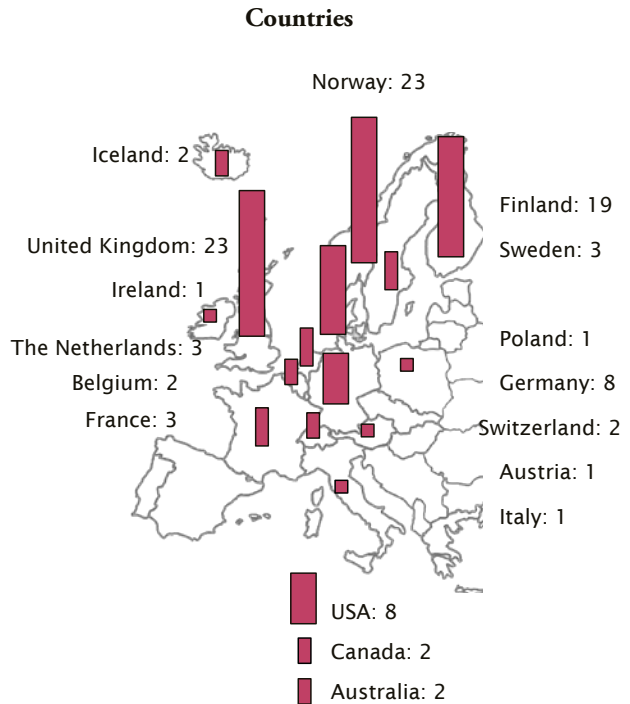 Countries
Norway: 23
Iceland: 2
Finland: 19
United Kingdom: 23
Sweden: 3
Ireland: 1
The Netherlands: 3
Poland: 1
Belgium: 2
Germany: 8
France: 3
Switzerland: 2
Austria: 1
Italy: 1
USA: 8
Canada: 2
Australia: 2